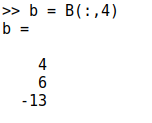 >> b = B(:,4)
b =
4
6
-13